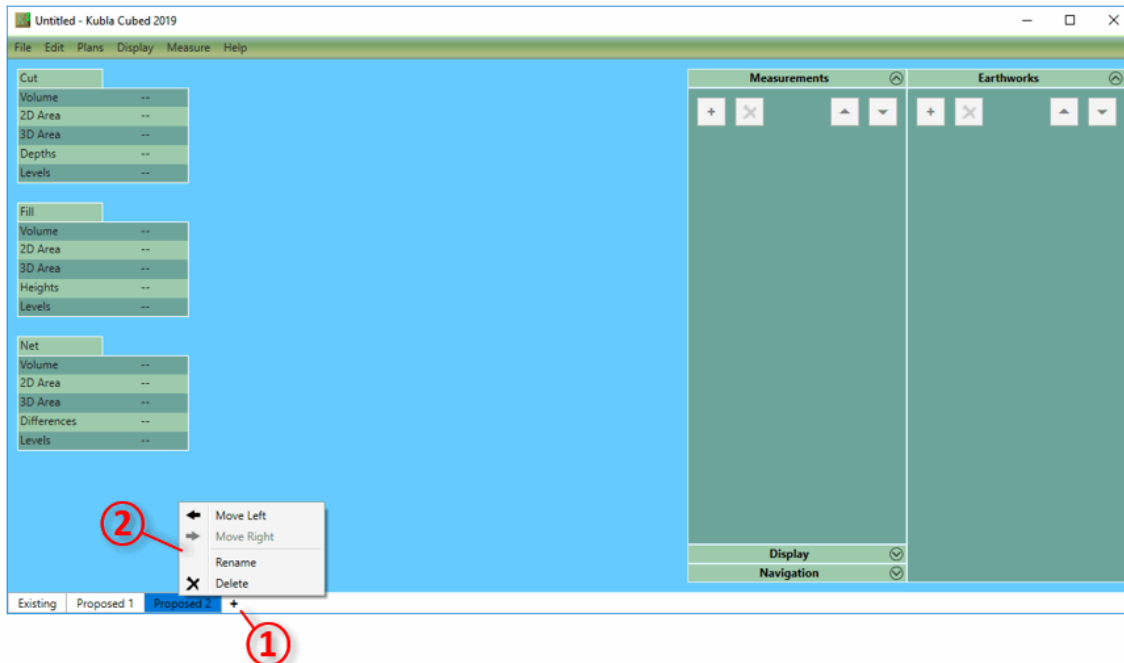 Untitled - Kubla Cubed 2019
File Edit Plans Display Measure Help
Cut
Volume --
2D Area --
3D Area --
Depths --
Levels --
Fill
Volume --
2D Area --
3D Area --
Heights --
Levels --
Net
Volume --
2D Area --
3D Area --
Differences --
Levels --
Measurements
+
Earthworks
+
Display
Navigation
2
Move Left
Move Right
Rename
Delete
Existing Proposed 1 Proposed 2 +
1